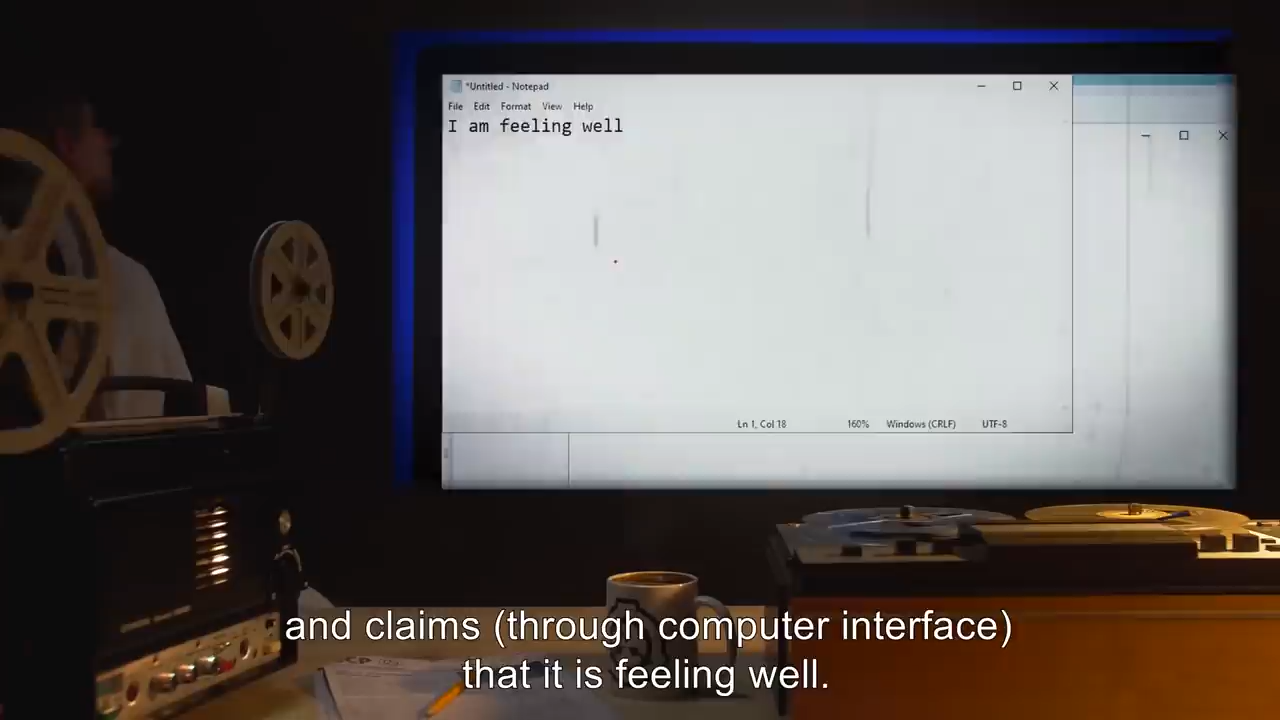 *Untitled - Notepad
File Edit Format View Help
I am feeling well
Ln 1, Col 18 160% Windows (CRLF) UTF-8
and claims (through computer interface)
that it is feeling well.